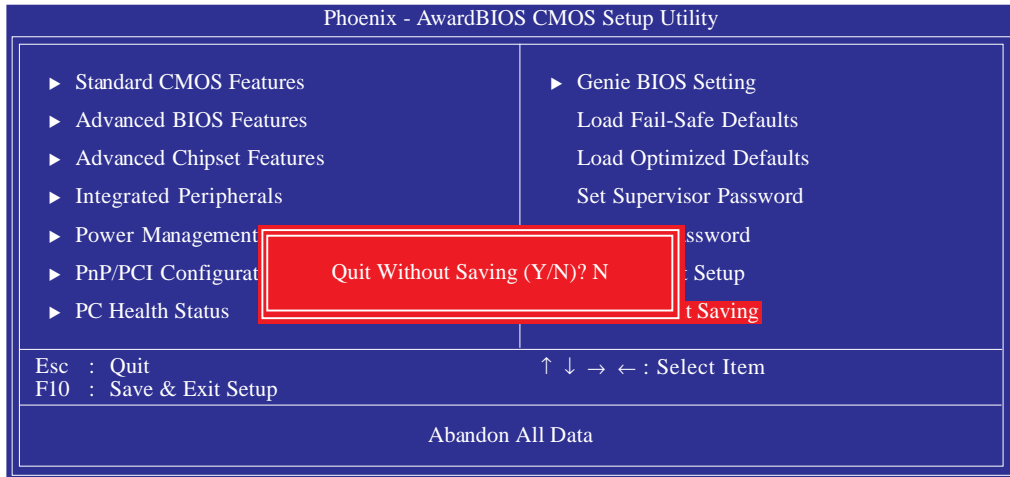 Phoenix - AwardBIOS CMOS Setup Utility
▶ Standard CMOS Features
▶ Advanced BIOS Features
▶ Advanced Chipset Features
▶ Integrated Peripherals
▶ Power Management
▶ PnP/PCI Configurat
▶ PC Health Status
▶ Genie BIOS Setting
Load Fail-Safe Defaults
Load Optimized Defaults
Set Supervisor Password
ssword
t Setup
t Saving
Quit Without Saving (Y/N)? N
Esc : Quit
F10 : Save & Exit Setup
↑ ↓ → ← : Select Item
Abandon All Data